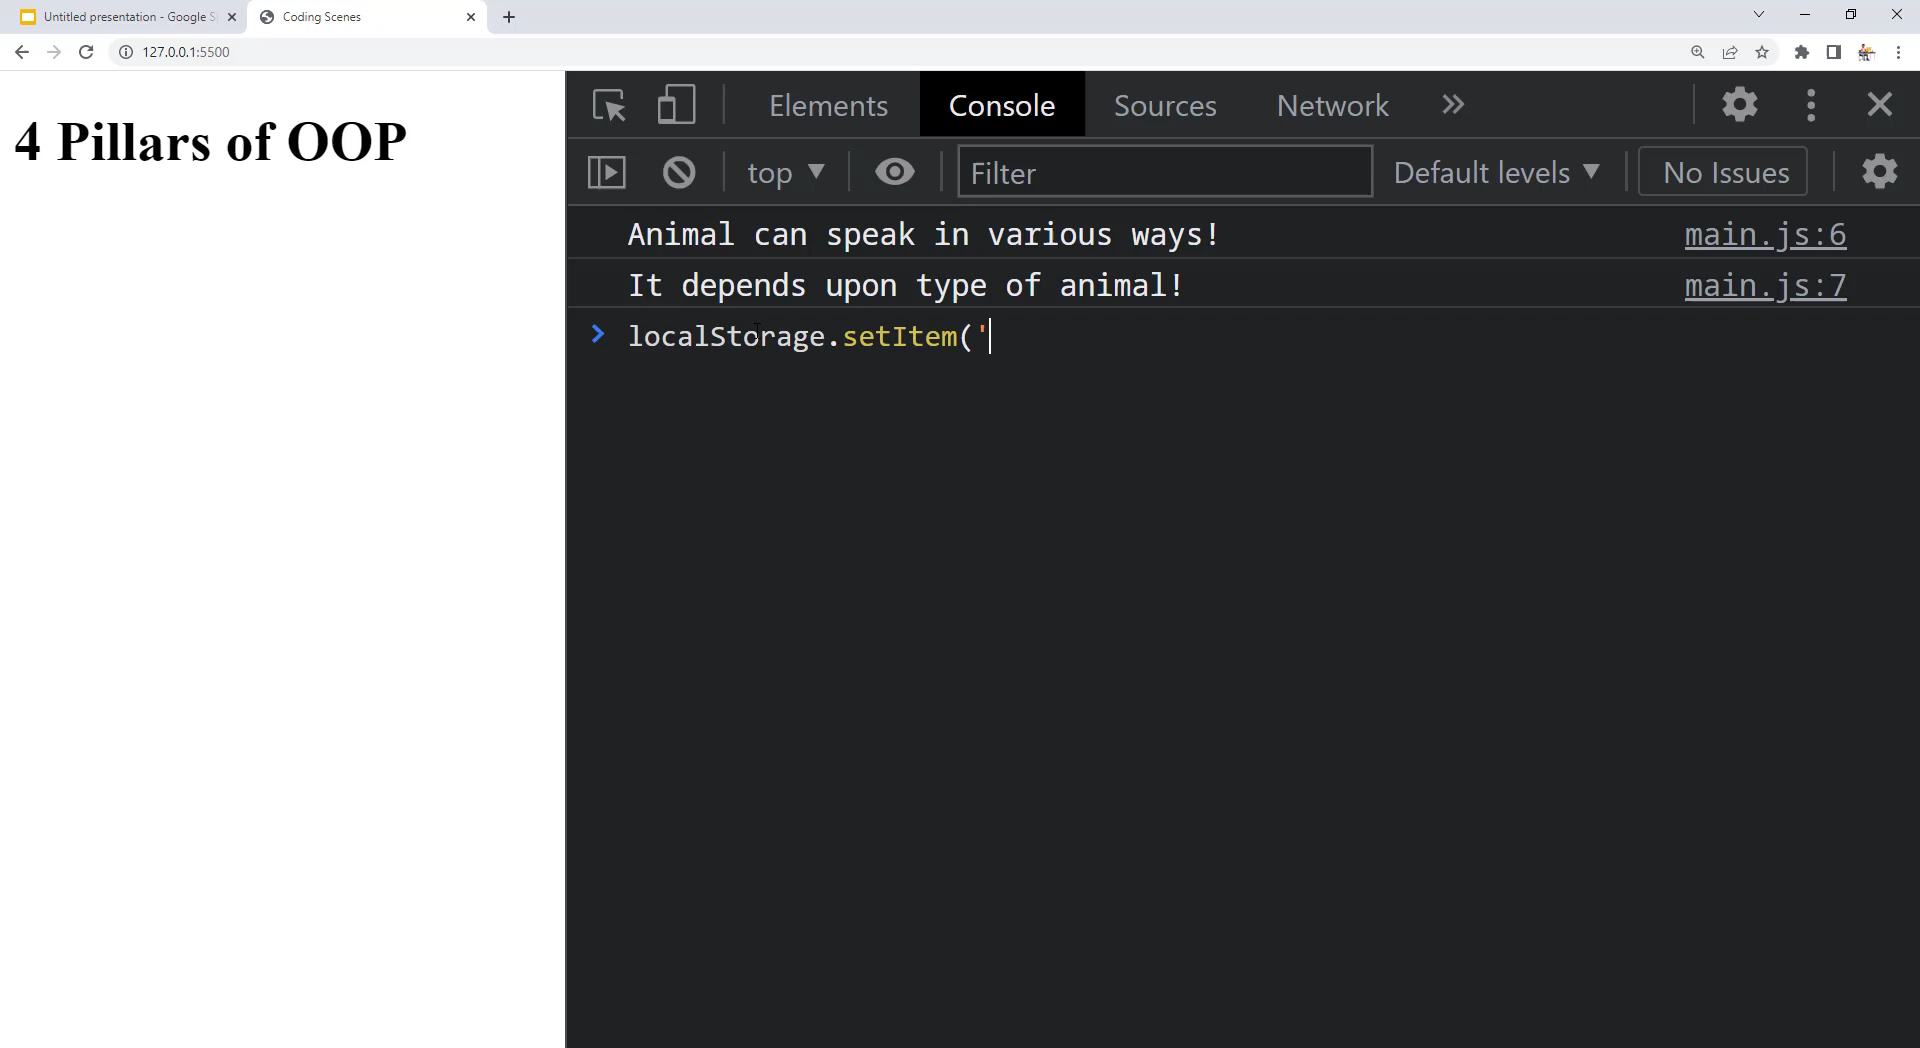 Untitled presentation - Google S
Coding Scenes
127.0.0.1:5500
4 Pillars of OOP
Elements Console Sources Network
top Filter Default levels No Issues
Animal can speak in various ways! main.js:6
It depends upon type of animal! main.js:7
> localStorage.setItem('